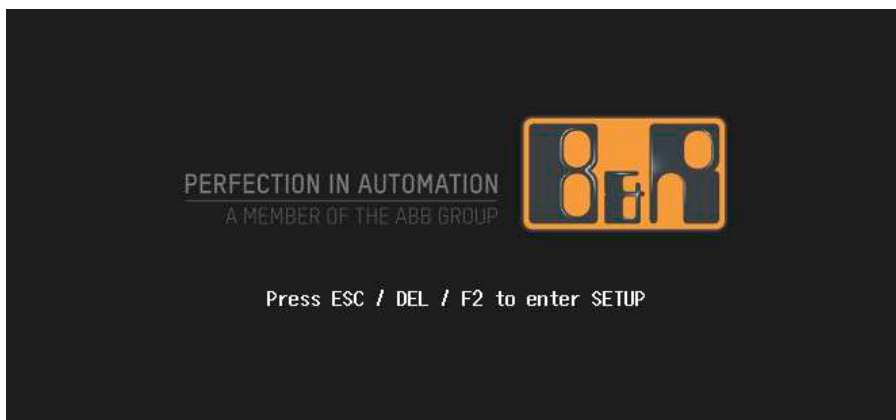 PERFECTION IN AUTOMATION
A MEMBER OF THE ABB GROUP
B&R
Press ESC / DEL / F2 to enter SETUP